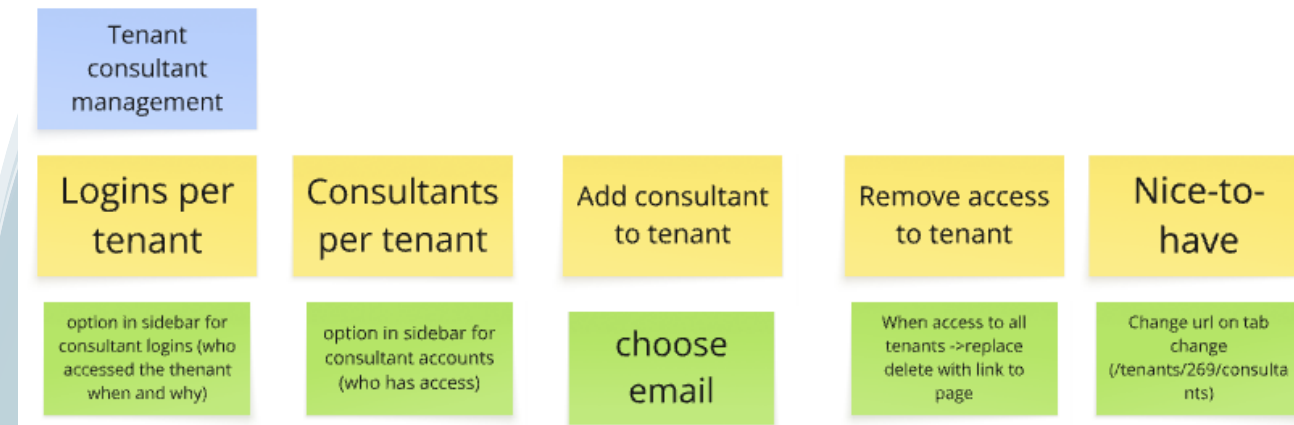 Tenant
consultant
management
Logins per
tenant
Consultants
per tenant
Add consultant
to tenant
Remove access
to tenant
Nice-to-
have
option in sidebar for
consultant logins (who
accessed the thenant
when and why)
option in sidebar for
consultant accounts
(who has access)
choose
email
When access to all
tenants ->replace
delete with link to
page
Change url on tab
change
(/tenants/269/consulta
nts)